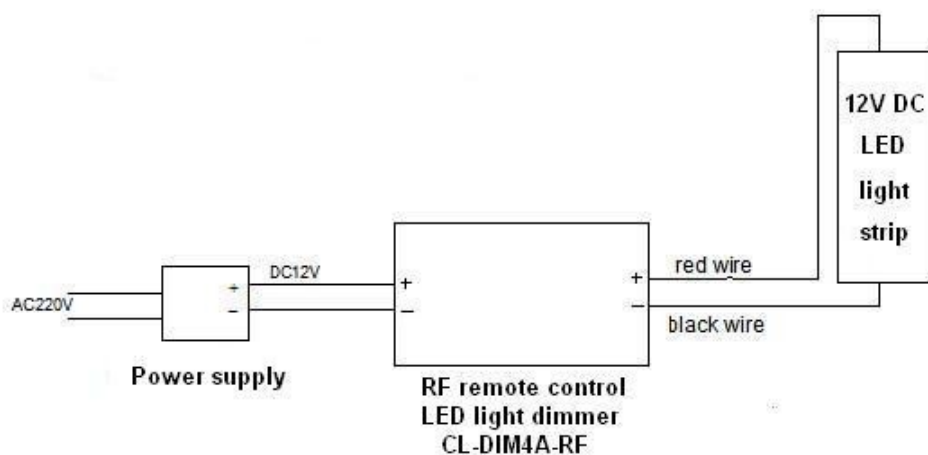 AC220V
+
−
Power supply
DC12V
+
−
RF remote control
LED light dimmer
CL-DIM4A-RF
+
−
red wire
black wire
12V DC
LED
light
strip